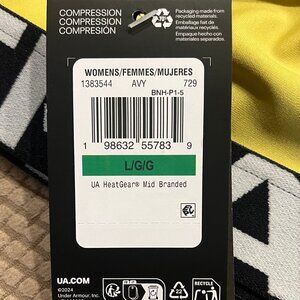 COMPRESSION
COMPRESSION
COMPRESIÓN
Packaging made from
recycled materials.
Emballage fait de
matériaux recyclés.
Empaque hecho con
materiales separados.
WOMENS/FEMMES/MUJERES
1383544 AVY 729
BNH-P1-5
1 98632 55783 9
L/G/G
UA HeatGear® Mid Branded
UA.COM
©2024
Under Armour, Inc.
22
RECYCLE